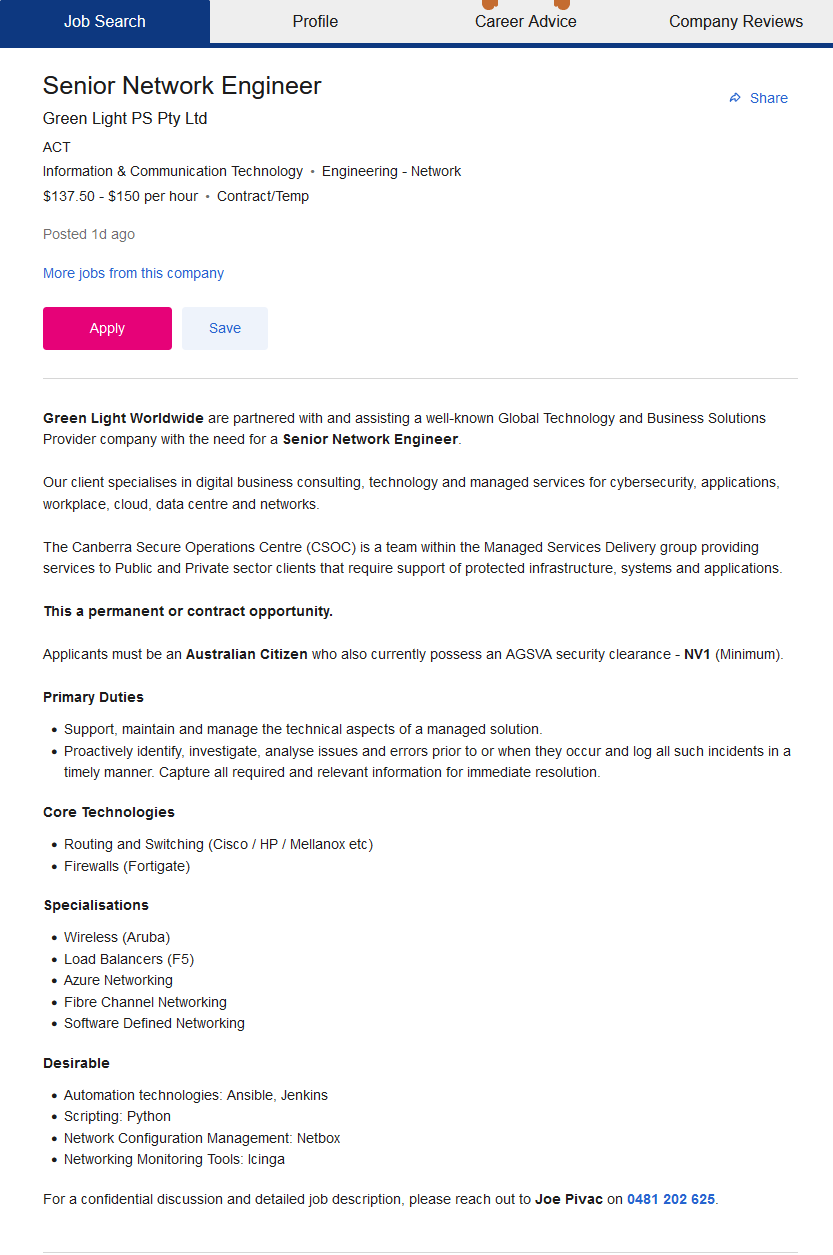 Job Search
Profile
Career Advice
Company Reviews
Senior Network Engineer
Share
Green Light PS Pty Ltd
ACT
Information & Communication Technology • Engineering - Network
$137.50 - $150 per hour • Contract/Temp
Posted 1d ago
More jobs from this company
Apply
Save
Green Light Worldwide are partnered with and assisting a well-known Global Technology and Business Solutions
Provider company with the need for a Senior Network Engineer.
Our client specialises in digital business consulting, technology and managed services for cybersecurity, applications,
workplace, cloud, data centre and networks.
The Canberra Secure Operations Centre (CSOC) is a team within the Managed Services Delivery group providing
services to Public and Private sector clients that require support of protected infrastructure, systems and applications.
This a permanent or contract opportunity.
Applicants must be an Australian Citizen who also currently possess an AGSVA security clearance - NV1 (Minimum).
Primary Duties
• Support, maintain and manage the technical aspects of a managed solution.
• Proactively identify, investigate, analyse issues and errors prior to or when they occur and log all such incidents in a
timely manner. Capture all required and relevant information for immediate resolution.
Core Technologies
• Routing and Switching (Cisco / HP / Mellanox etc)
• Firewalls (Fortigate)
Specialisations
• Wireless (Aruba)
• Load Balancers (F5)
• Azure Networking
• Fibre Channel Networking
• Software Defined Networking
Desirable
• Automation technologies: Ansible, Jenkins
• Scripting: Python
• Network Configuration Management: Netbox
• Networking Monitoring Tools: Icinga
For a confidential discussion and detailed job description, please reach out to Joe Pivac on 0481 202 625.